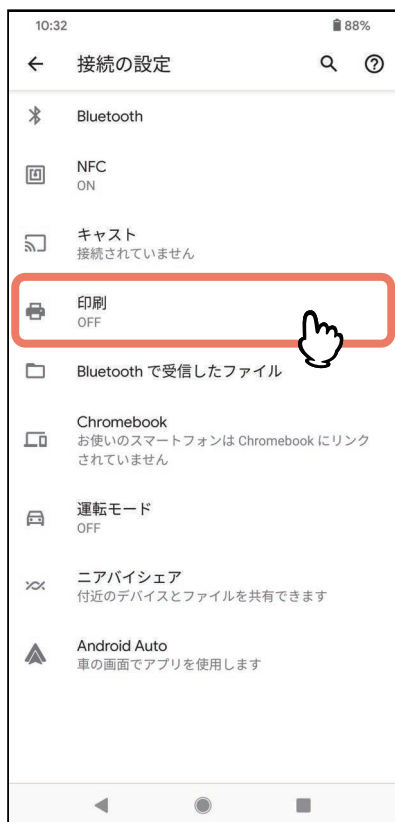 10:32 88%
接続の設定
Bluetooth
NFC
ON
キャスト
接続されていません
印刷
OFF
Bluetooth で受信したファイル
Chromebook
お使いのスマートフォンは Chromebook にリンク
されていません
運転モード
OFF
ニアバイシェア
付近のデバイスとファイルを共有できます
Android Auto
車の画面でアプリを使用します